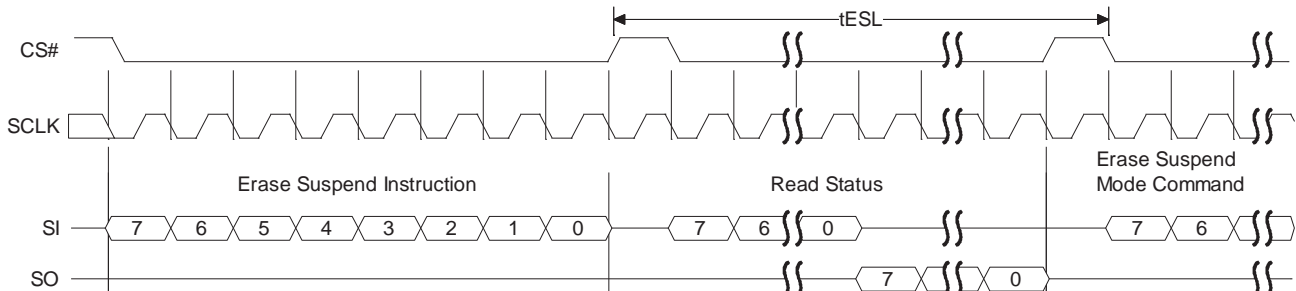 tESL
CS#
SCLK
Erase Suspend Instruction
Read Status
Erase Suspend
Mode Command
SI
7 6 5 4 3 2 1 0 7 6 0 7 6
SO
7 0